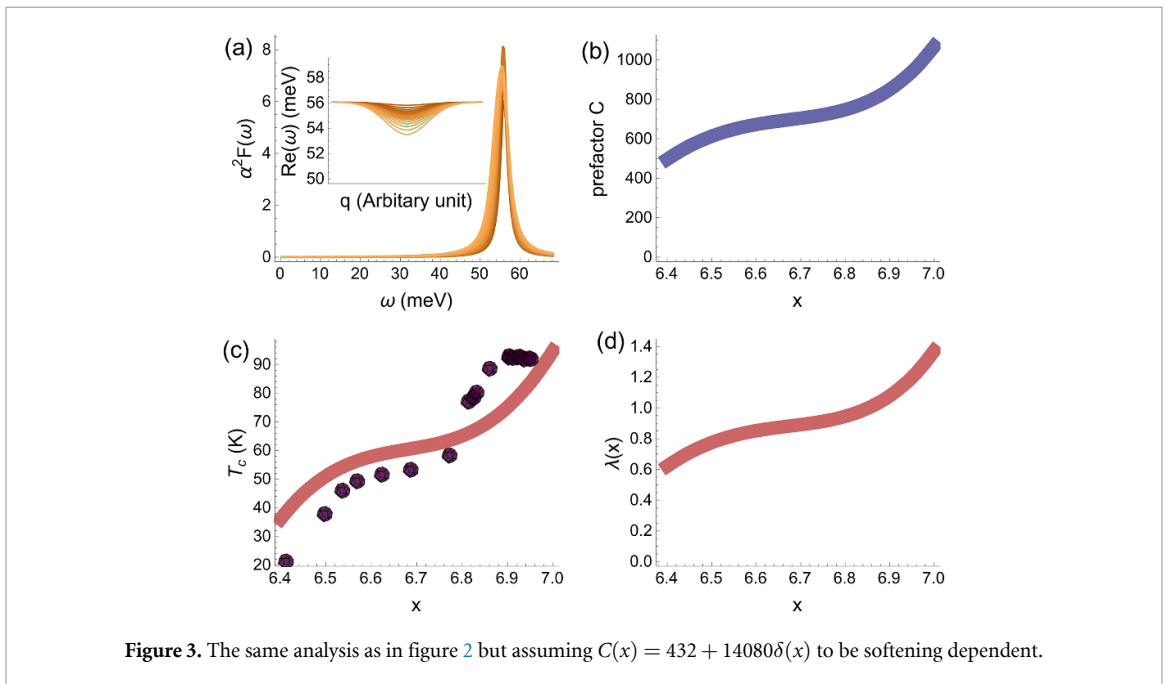 (a)
8
6
4
2
0
α²F(ω)
58
56
54
52
50
Re(ω) (meV)
q (Arbitary unit)
0 10 20 30 40 50 60
ω (meV)
(b)
1000
800
600
400
200
0
prefactor C
6.4 6.5 6.6 6.7 6.8 6.9 7.0
x
(c)
90
80
70
60
50
40
30
20
T_c (K)
6.4 6.5 6.6 6.7 6.8 6.9 7.0
x
(d)
1.4
1.2
1.0
0.8
0.6
0.4
0.2
0.0
λ(x)
6.4 6.5 6.6 6.7 6.8 6.9 7.0
x
Figure 3. The same analysis as in figure 2 but assuming C(x) = 432 + 14080δ(x) to be softening dependent.